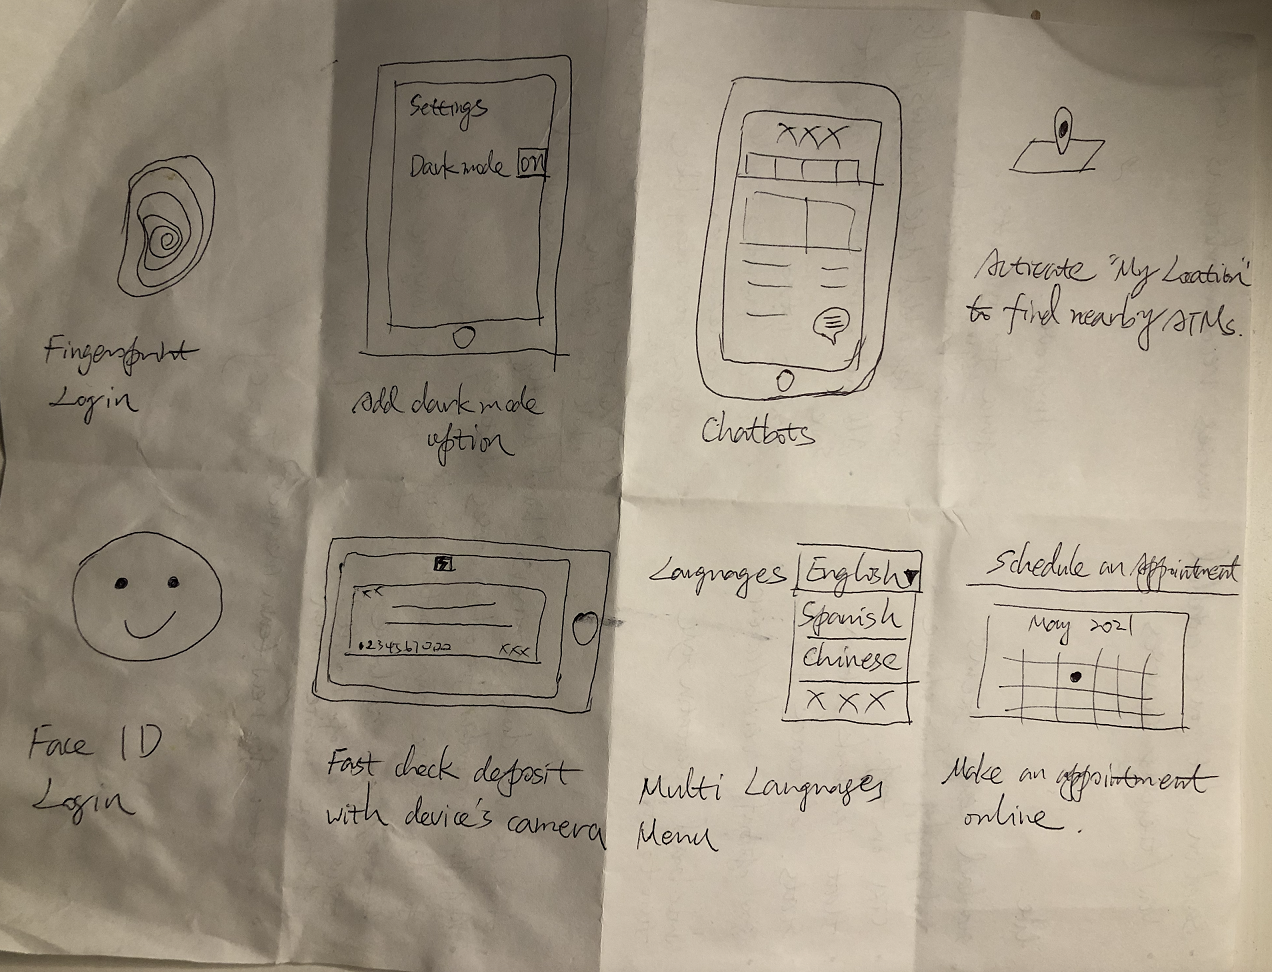 Settings
Dark mode ON
XXX
Fingerprint
Login
Add dark mode
option
Chatbots
Activate "My Location"
to find nearby ATMs.
Languages English
Spanish
Chinese
XXX
Schedule an Appointment
May 2021
XXX
Face ID
Login
Fast check deposit
with device's camera
Multi Languages
Menu
Make an appointment
online.